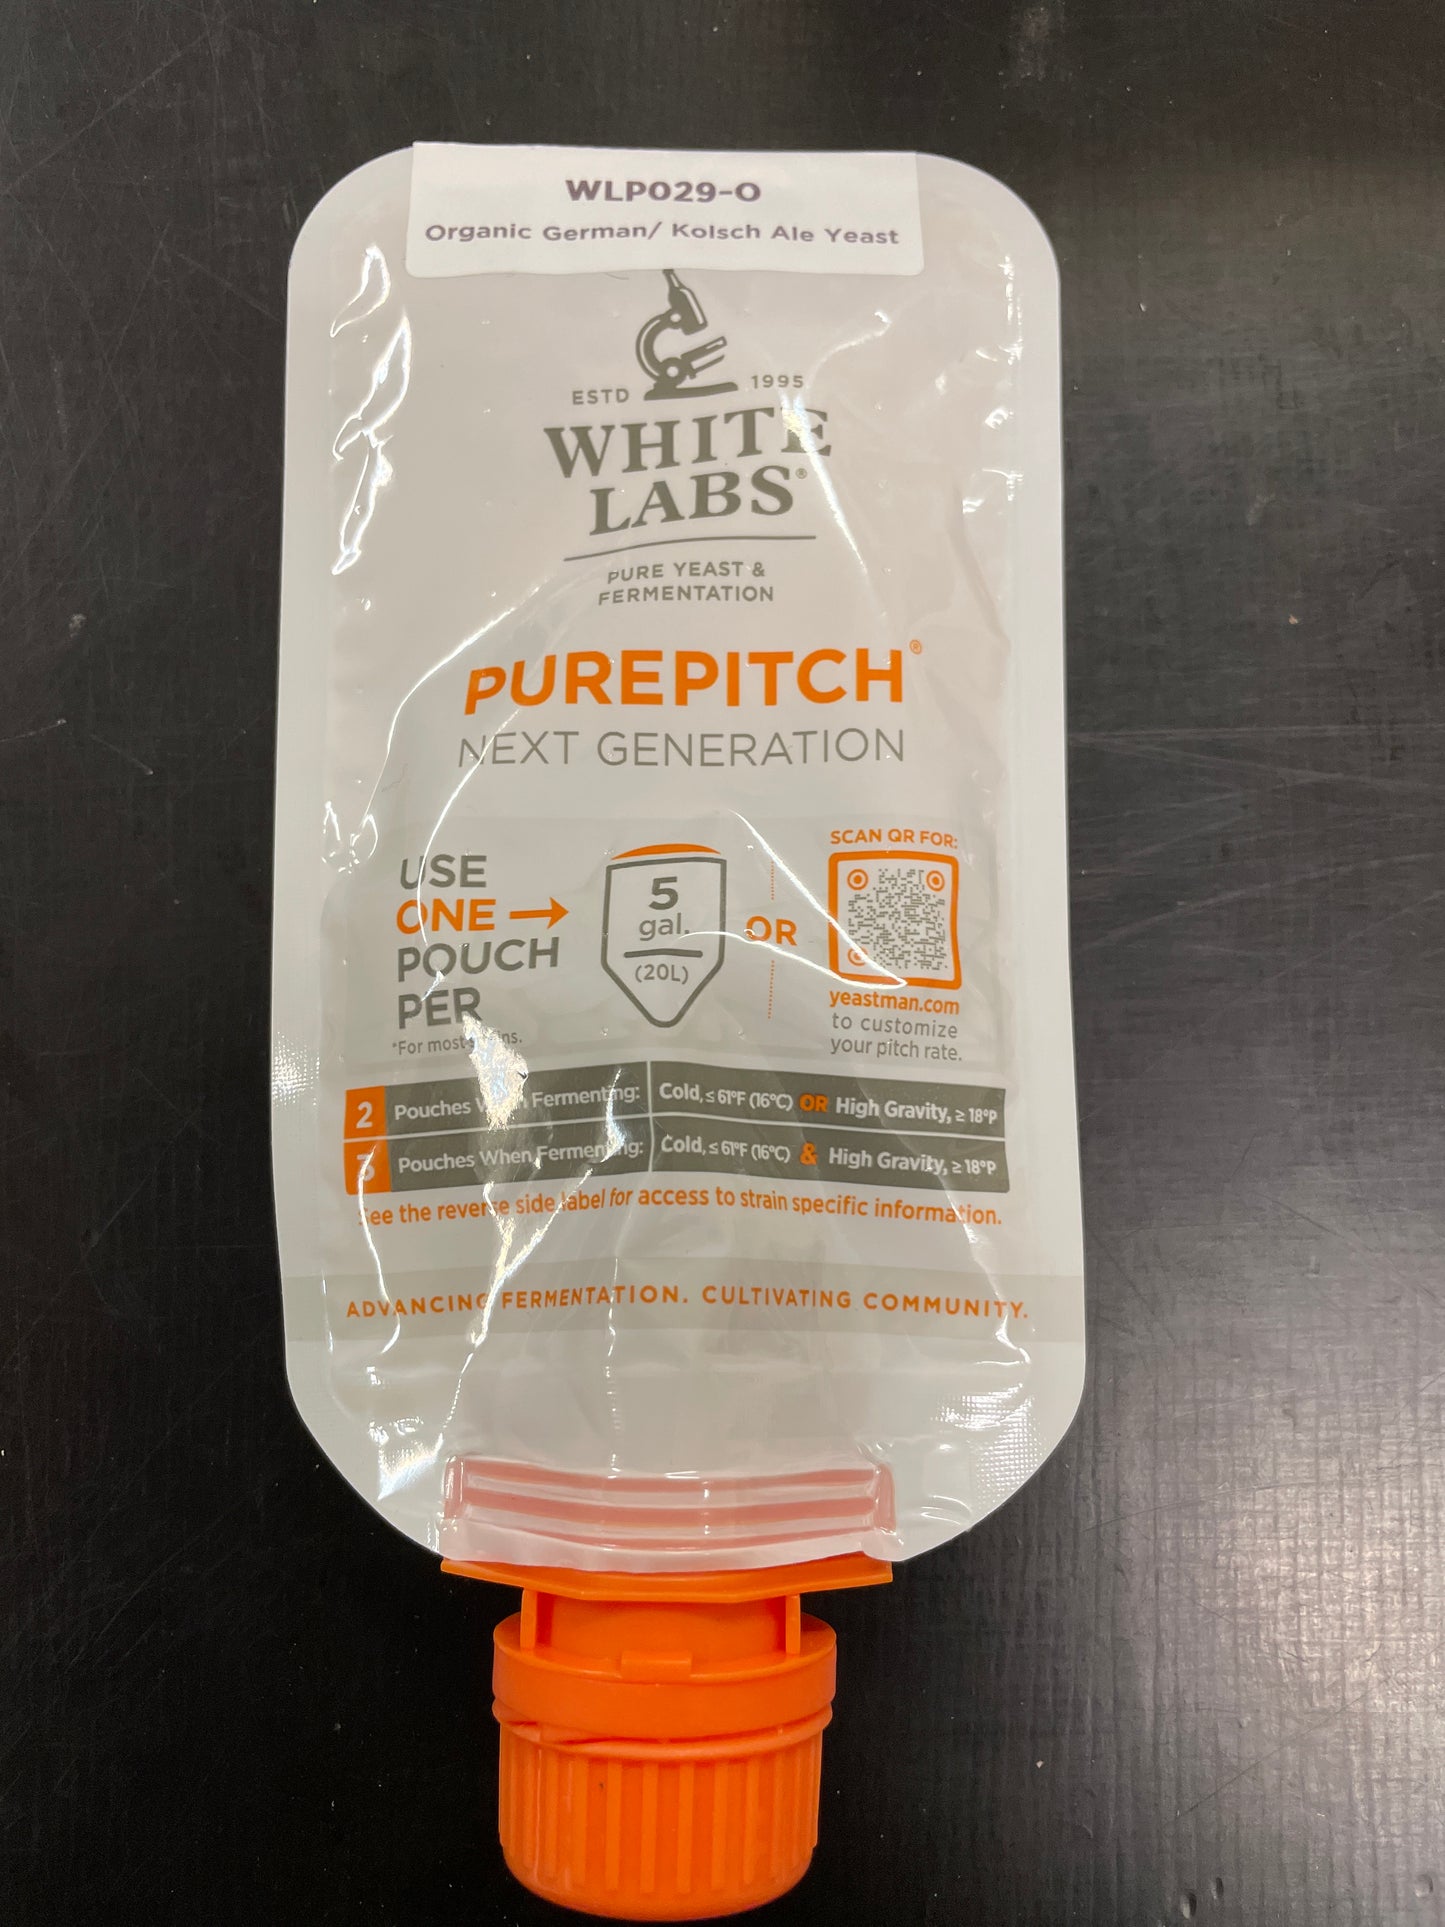 WLP029-O
Organic German/ Kolsch Ale Yeast
ESTD 1995
WHITE
LABS®
PURE YEAST &
FERMENTATION
PUREPITCH®
NEXT GENERATION
USE
ONE →
POUCH
PER
*For most strains.
5
gal.
(20L)
OR
SCAN QR FOR:
yeastman.com
to customize
your pitch rate.
2 Pouches When Fermenting: Cold, ≤ 61°F (16°C) OR High Gravity, ≥ 18°P
3 Pouches When Fermenting: Cold, ≤ 61°F (16°C) & High Gravity, ≥ 18°P
See the reverse side label for access to strain specific information.
ADVANCING FERMENTATION. CULTIVATING COMMUNITY.